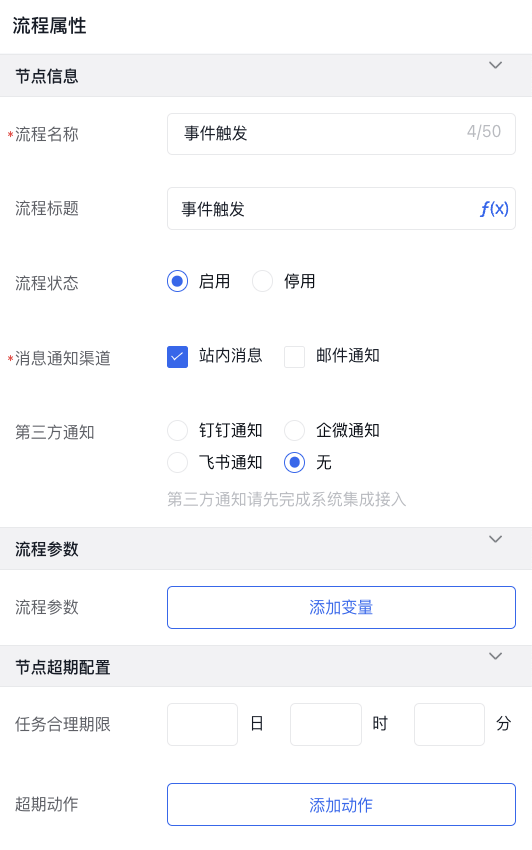 流程属性
节点信息
*流程名称 事件触发 4/50
流程标题 事件触发 f(x)
流程状态 启用 停用
*消息通知渠道 站内消息 邮件通知
第三方通知 钉钉通知 企微通知
飞书通知 无
第三方通知请先完成系统集成接入
流程参数
流程参数 添加变量
节点超期配置
任务合理期限 日 时 分
超期动作 添加动作